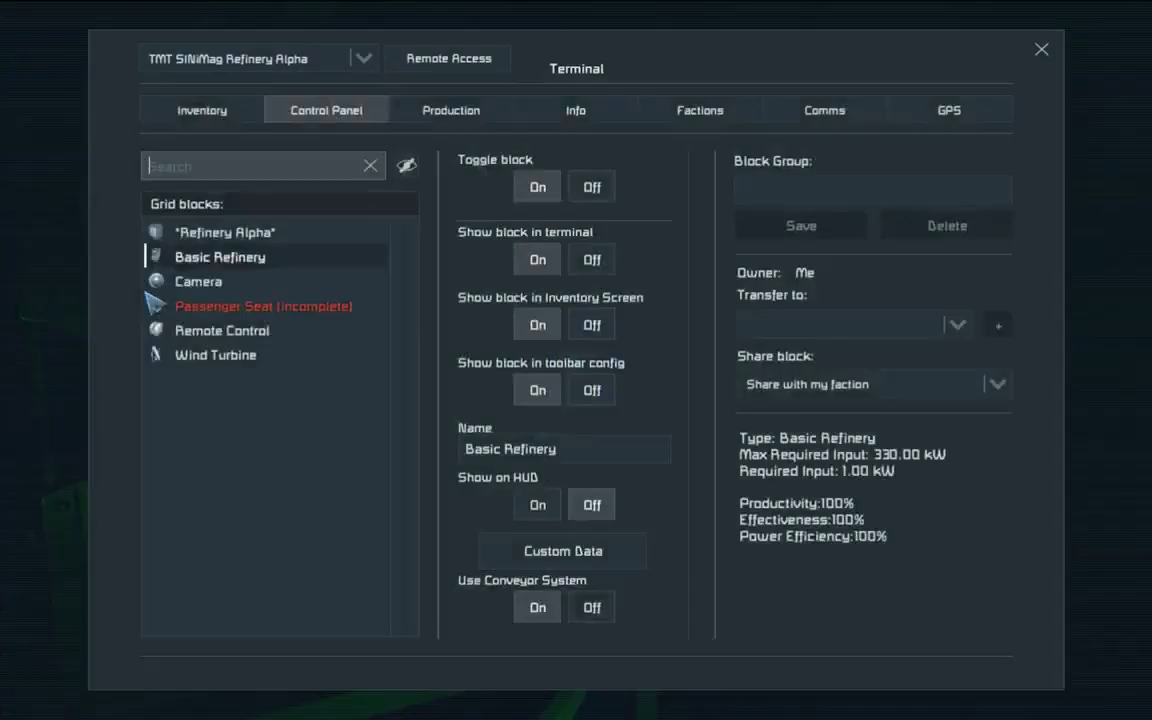 TMT SiNiMag Refinery Alpha
Remote Access
Terminal
Inventory
Control Panel
Production
Info
Factions
Comms
GPS
Search
Grid blocks:
*Refinery Alpha*
Basic Refinery
Camera
Passenger Seat (Incomplete)
Remote Control
Wind Turbine
Toggle block
On Off
Show block in terminal
On Off
Show block in Inventory Screen
On Off
Show block in toolbar config
On Off
Name
Basic Refinery
Show on HUD
On Off
Custom Data
Use Conveyor System
On Off
Block Group:
Save Delete
Owner: Me
Transfer to:
+
Share block:
Share with my faction
Type: Basic Refinery
Max Required Input: 330.00 kW
Required Input: 1.00 kW
Productivity:100%
Effectiveness:100%
Power Efficiency:100%